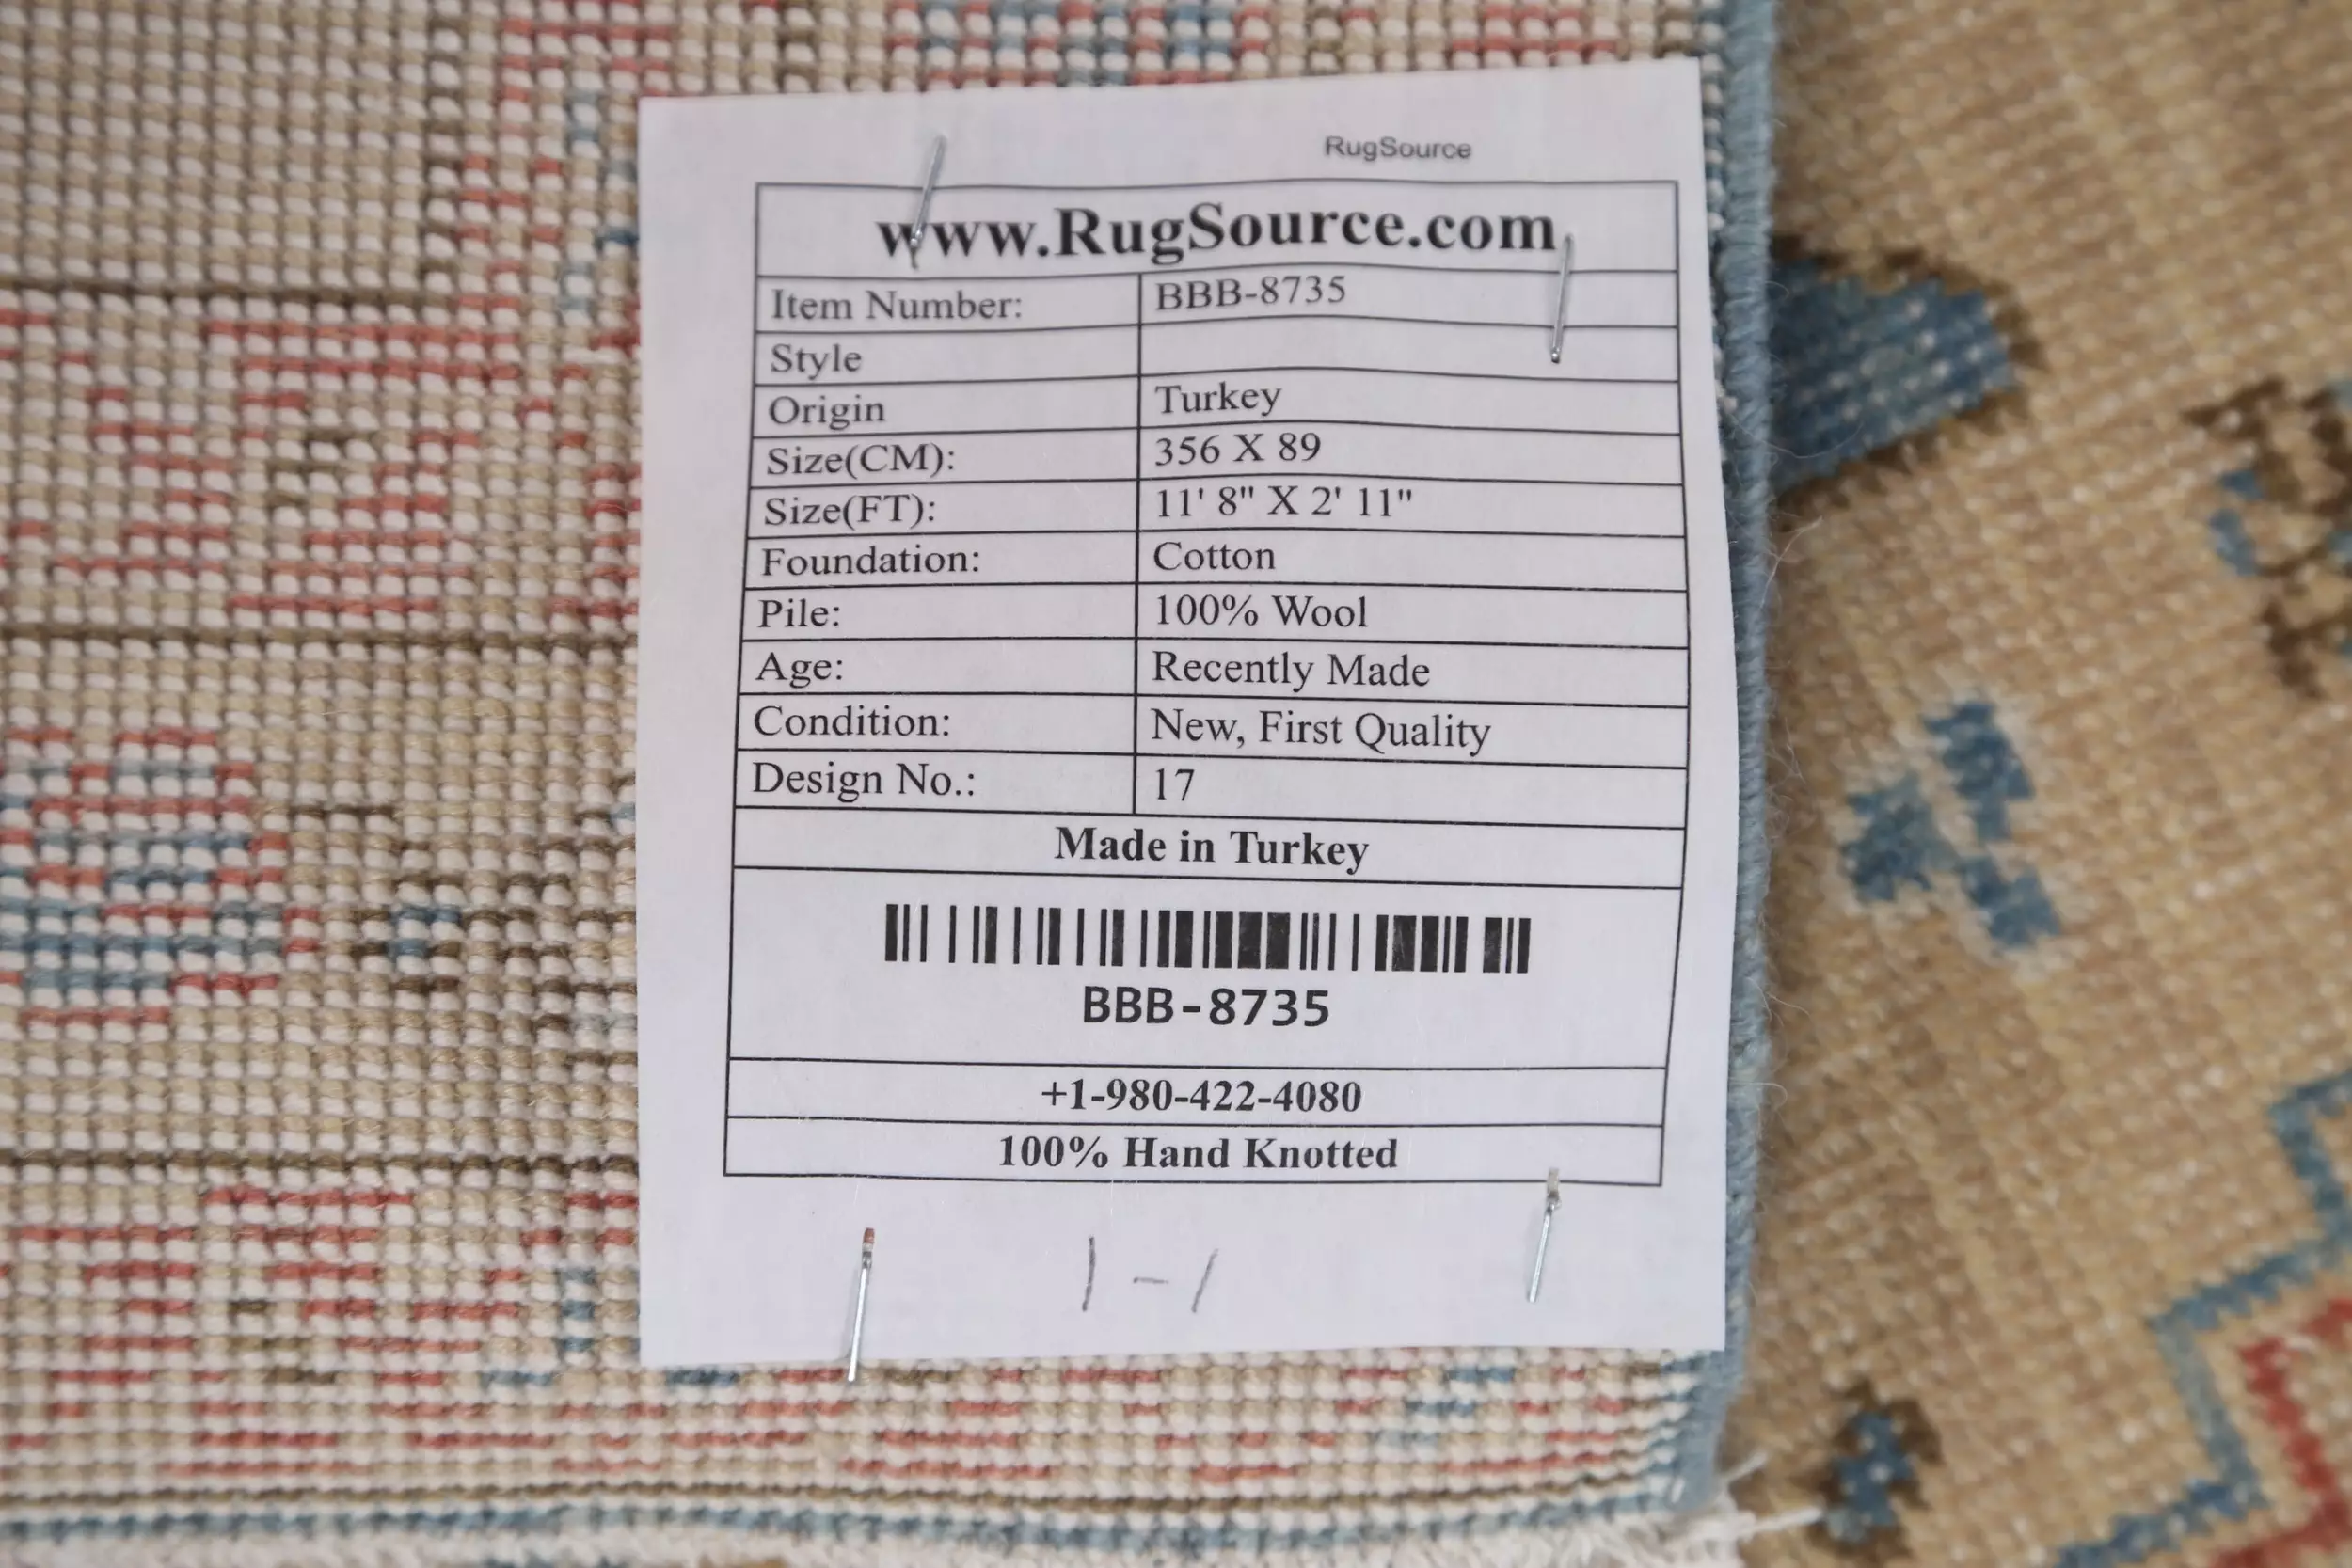 RugSource
www.RugSource.com
Item Number: BBB-8735
Style
Origin Turkey
Size(CM): 356 X 89
Size(FT): 11' 8" X 2' 11"
Foundation: Cotton
Pile: 100% Wool
Age: Recently Made
Condition: New, First Quality
Design No.: 17
Made in Turkey
BBB-8735
+1-980-422-4080
100% Hand Knotted
1-1